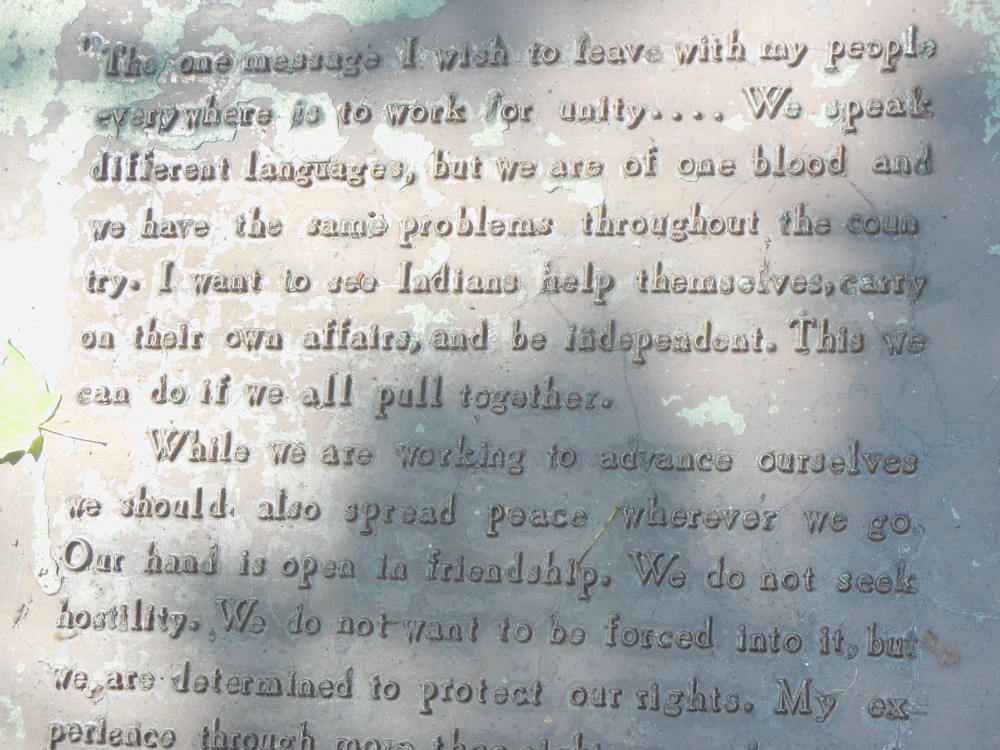 "The one message I wish to leave with my people
everywhere is to work for unity.... We speak
different languages, but we are of one blood and
we have the same problems throughout the coun
try. I want to see Indians help themselves, carry
on their own affairs, and be independent. This we
can do if we all pull together.
While we are working to advance ourselves
we should also spread peace wherever we go.
Our hand is open in friendship. We do not seek
hostility. We do not want to be forced into it, but
we are determined to protect our rights. My ex
perience through more than eight